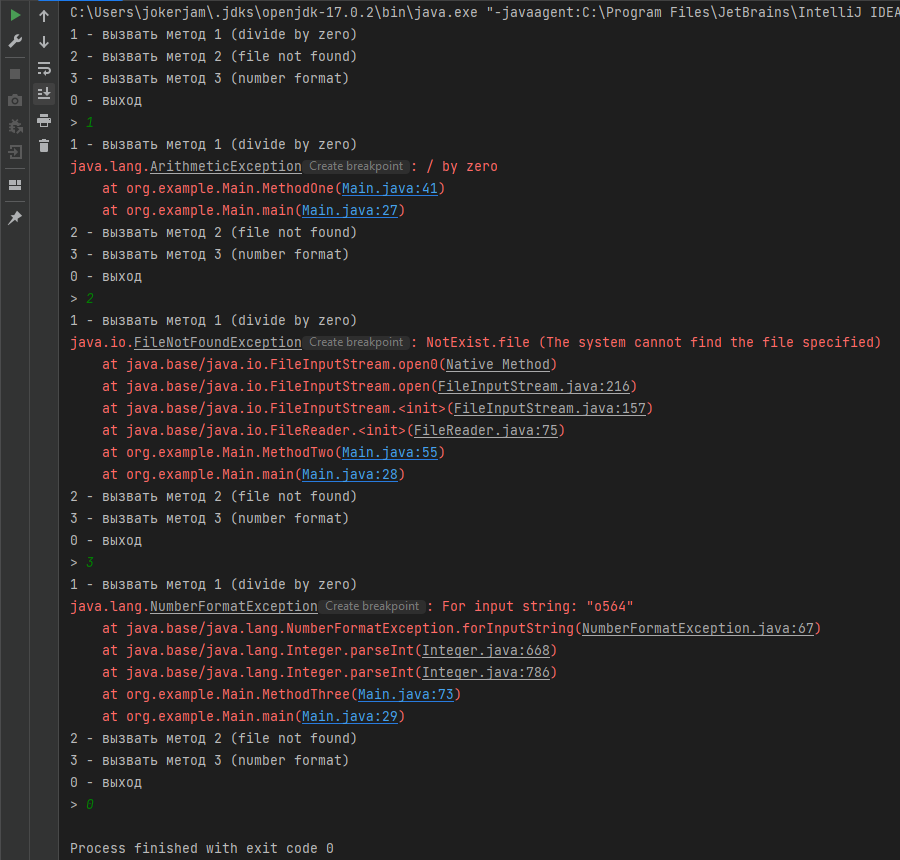 C:\Users\jokerjam\.jdks\openjdk-17.0.2\bin\java.exe "-javaagent:C:\Program Files\JetBrains\IntelliJ IDEA
1 - вызвать метод 1 (divide by zero)
2 - вызвать метод 2 (file not found)
3 - вызвать метод 3 (number format)
0 - выход
> 1
1 - вызвать метод 1 (divide by zero)
java.lang.ArithmeticException Create breakpoint : / by zero
    at org.example.Main.MethodOne(Main.java:41)
    at org.example.Main.main(Main.java:27)
2 - вызвать метод 2 (file not found)
3 - вызвать метод 3 (number format)
0 - выход
> 2
1 - вызвать метод 1 (divide by zero)
java.io.FileNotFoundException Create breakpoint : NotExist.file (The system cannot find the file specified)
    at java.base/java.io.FileInputStream.open0(Native Method)
    at java.base/java.io.FileInputStream.open(FileInputStream.java:216)
    at java.base/java.io.FileInputStream.<init>(FileInputStream.java:157)
    at java.base/java.io.FileReader.<init>(FileReader.java:75)
    at org.example.Main.MethodTwo(Main.java:55)
    at org.example.Main.main(Main.java:28)
2 - вызвать метод 2 (file not found)
3 - вызвать метод 3 (number format)
0 - выход
> 3
1 - вызвать метод 1 (divide by zero)
java.lang.NumberFormatException Create breakpoint : For input string: "o564"
    at java.base/java.lang.NumberFormatException.forInputString(NumberFormatException.java:67)
    at java.base/java.lang.Integer.parseInt(Integer.java:668)
    at java.base/java.lang.Integer.parseInt(Integer.java:786)
    at org.example.Main.MethodThree(Main.java:73)
    at org.example.Main.main(Main.java:29)
2 - вызвать метод 2 (file not found)
3 - вызвать метод 3 (number format)
0 - выход
> 0
Process finished with exit code 0